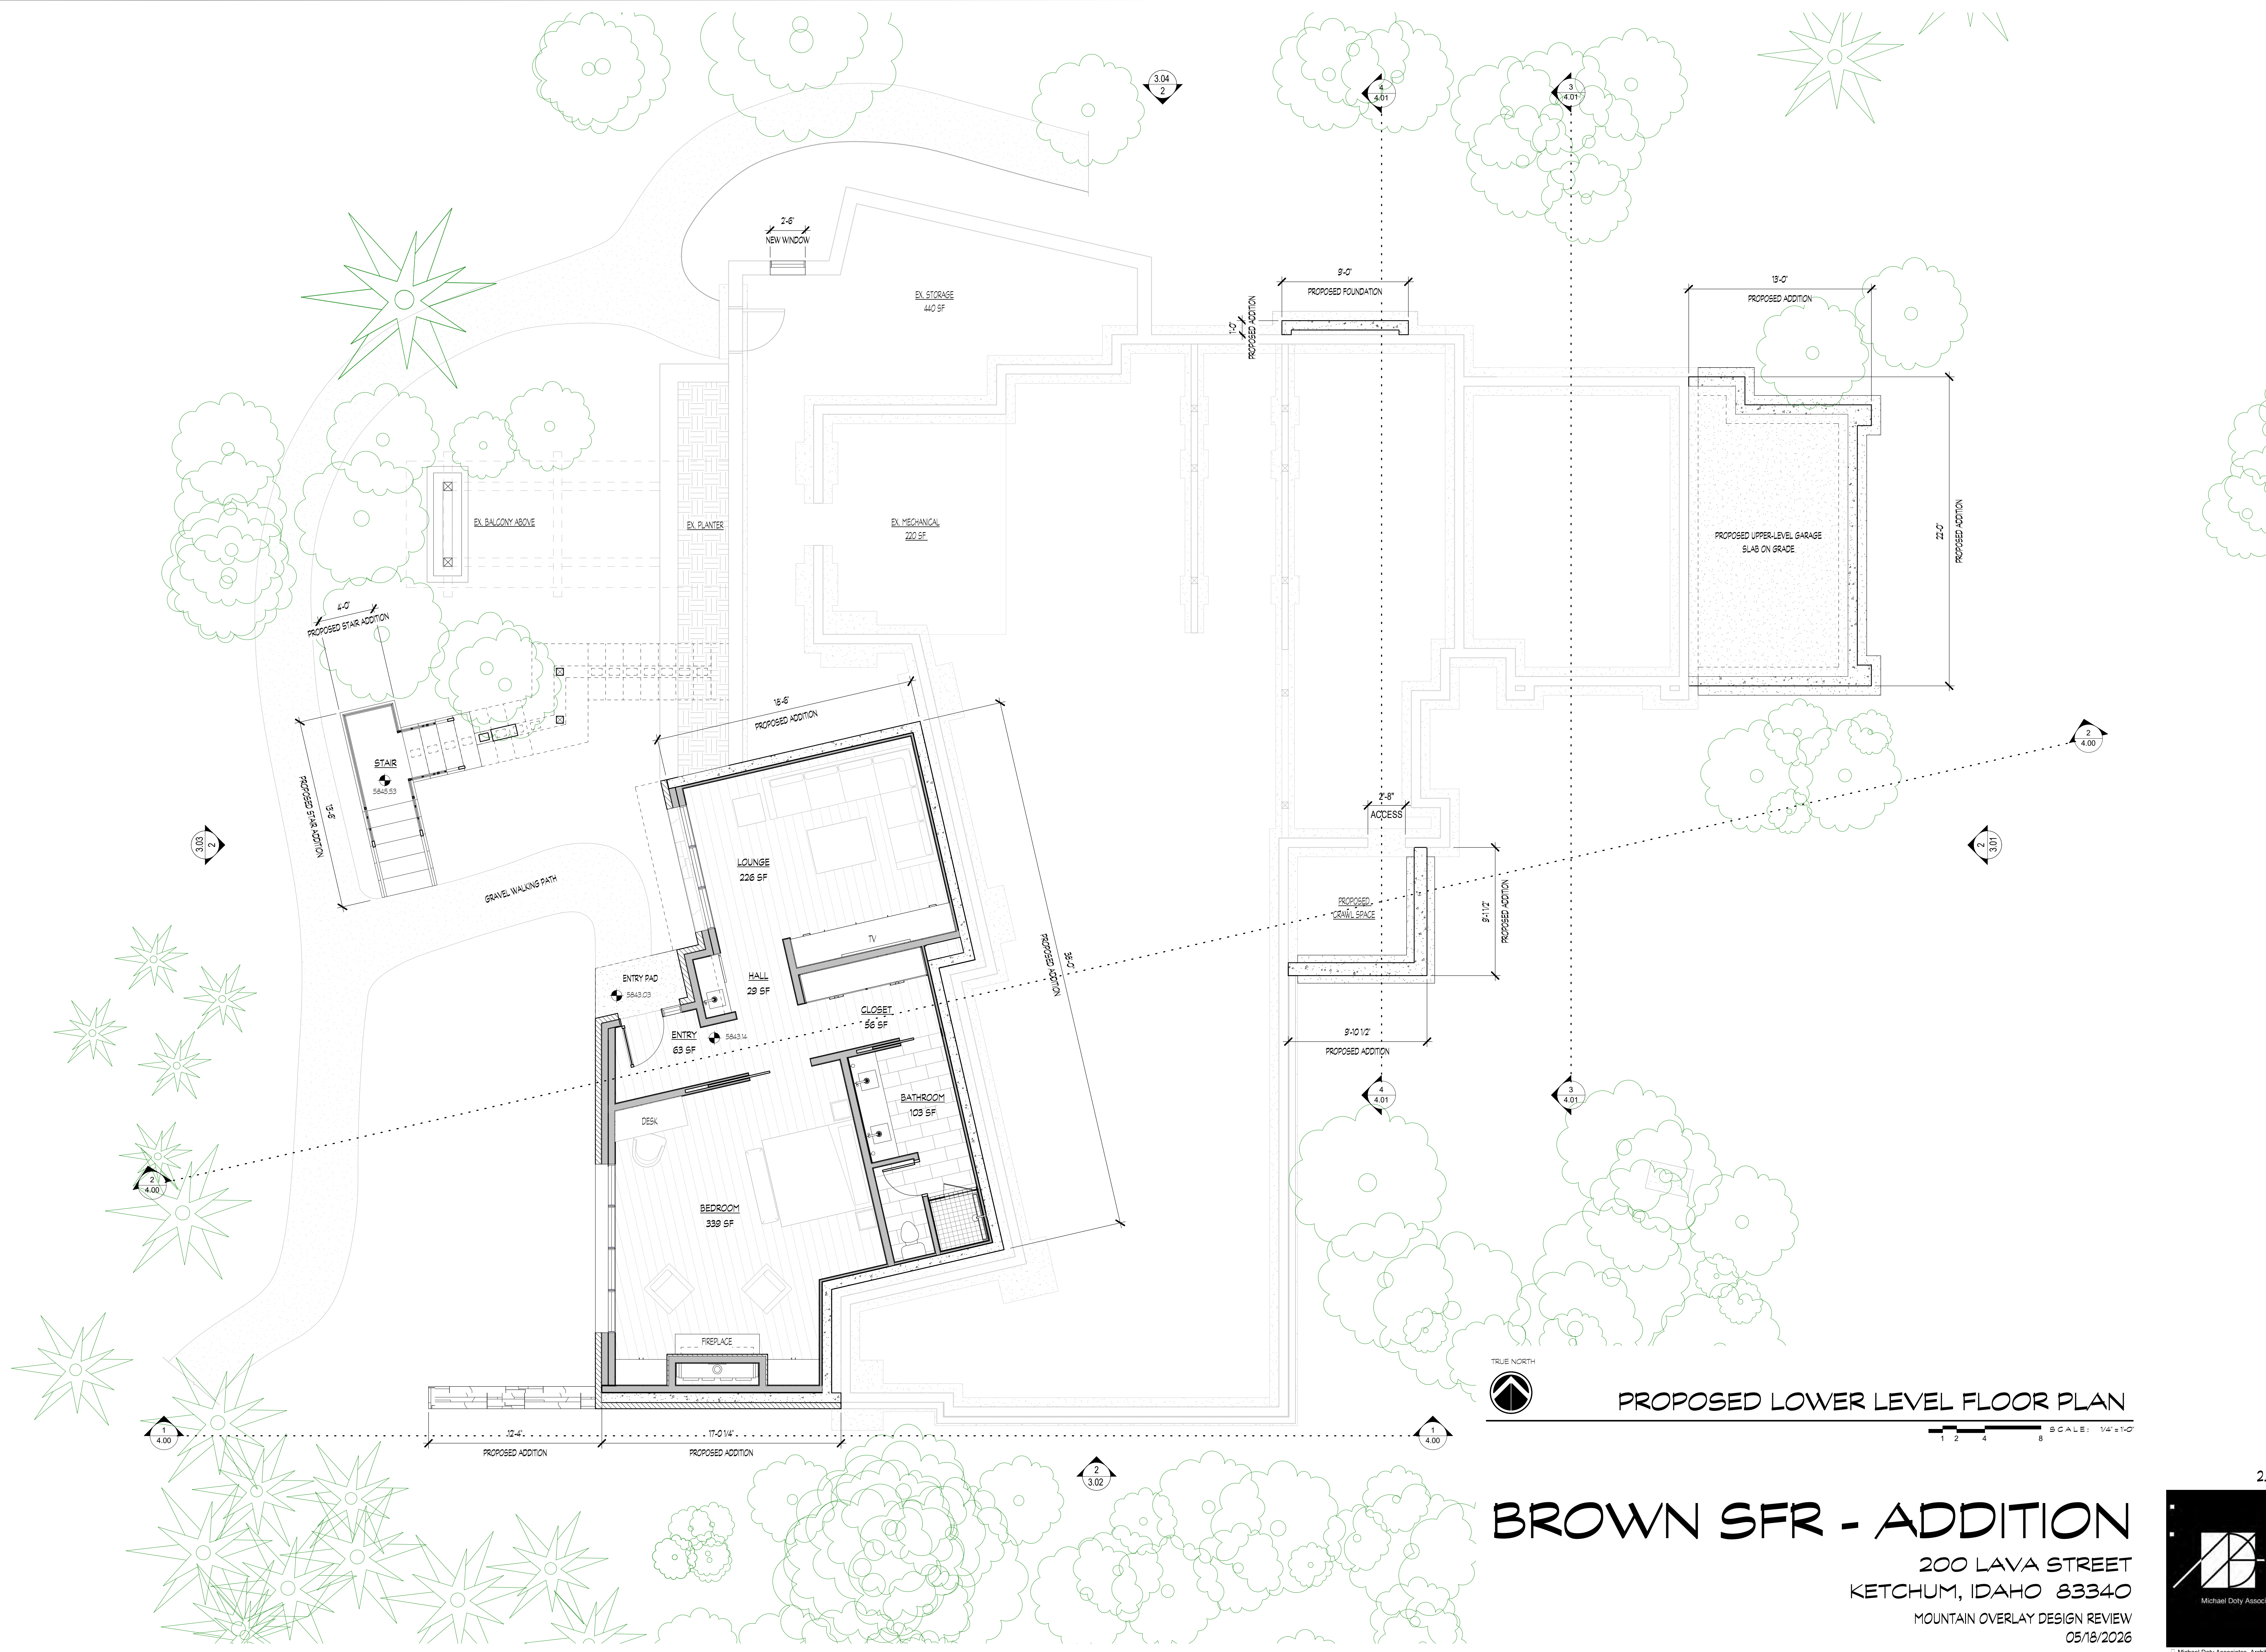 3.04
2
4
4.01
3
4.01
2'-6"
NEW WINDOW
EX. STORAGE
440 SF
9'-0"
PROPOSED FOUNDATION
1'-0"
PROPOSED ADDITION
13'-0"
PROPOSED ADDITION
EX. BALCONY ABOVE
EX. PLANTER
EX. MECHANICAL
220 SF
PROPOSED UPPER-LEVEL GARAGE
SLAB ON GRADE
22'-0"
PROPOSED ADDITION
4'-0"
PROPOSED STAIR ADDITION
18'-6"
PROPOSED ADDITION
STAIR
5845.53
13'-6"
PROPOSED STAIR ADDITION
2
4.00
3.03
2
2'-8"
ACCESS
2
3.01
LOUNGE
226 SF
GRAVEL WALKING PATH
PROPOSED
CRAWL SPACE
9'-1 1/2"
PROPOSED ADDITION
TV
36'-0"
PROPOSED ADDITION
ENTRY PAD
5843.03
HALL
29 SF
CLOSET
56 SF
ENTRY
63 SF
5843.14
9'-10 1/2"
PROPOSED ADDITION
DESK
BATHROOM
103 SF
4
4.01
3
4.01
2
4.00
BEDROOM
339 SF
FIREPLACE
1
4.00
12'-4"
PROPOSED ADDITION
17'-0 1/4"
PROPOSED ADDITION
1
4.00
2
3.02
TRUE NORTH
PROPOSED LOWER LEVEL FLOOR PLAN
1 2 4 8
SCALE: 1/4" = 1'-0"
2.
BROWN SFR - ADDITION
200 LAVA STREET
KETCHUM, IDAHO 83340
MOUNTAIN OVERLAY DESIGN REVIEW
05/18/2026
Michael Doty Associ